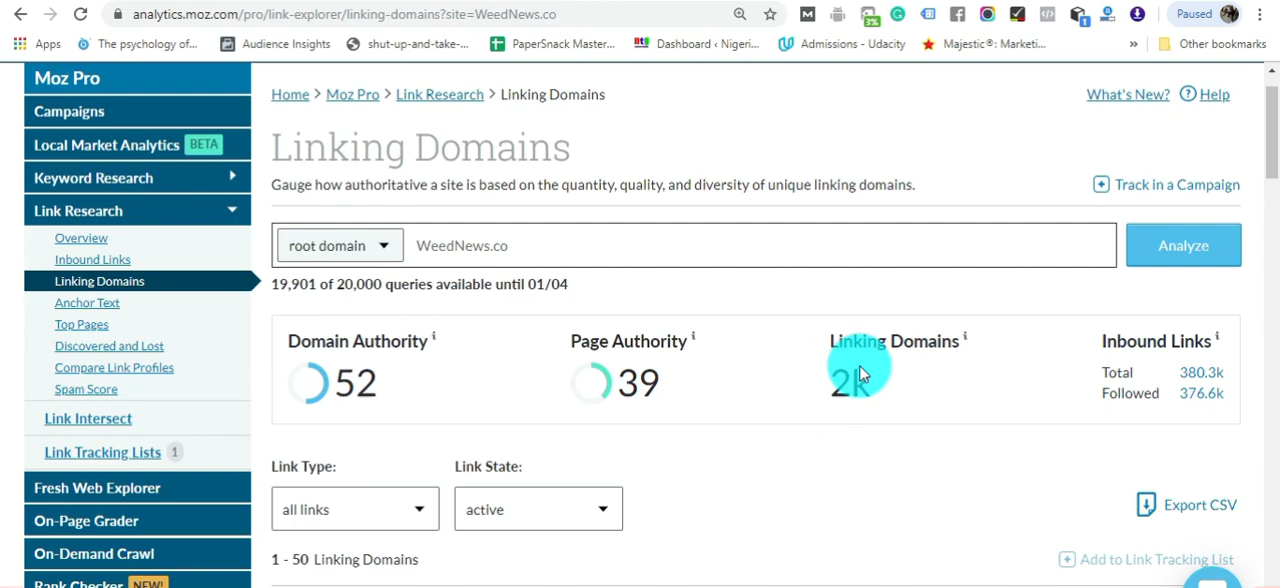 analytics.moz.com/pro/link-explorer/linking-domains?site=WeedNews.co
Paused
Apps
The psychology of...
Audience Insights
shut-up-and-take-...
PaperSnack Master...
Dashboard ‹ Nigeri...
Admissions - Udacity
Majestic®: Marketi...
»
Other bookmarks
Moz Pro
Campaigns
Local Market Analytics BETA
Keyword Research
Link Research
Overview
Inbound Links
Linking Domains
Anchor Text
Top Pages
Discovered and Lost
Compare Link Profiles
Spam Score
Link Intersect
Link Tracking Lists 1
Fresh Web Explorer
On-Page Grader
On-Demand Crawl
Rank Checker NEW!
Home > Moz Pro > Link Research > Linking Domains
What's New? ? Help
Linking Domains
Gauge how authoritative a site is based on the quantity, quality, and diversity of unique linking domains.
Track in a Campaign
root domain WeedNews.co
Analyze
19,901 of 20,000 queries available until 01/04
Domain Authority i
52
Page Authority i
39
Linking Domains i
2k
Inbound Links i
Total 380.3k
Followed 376.6k
Link Type: Link State:
all links active
Export CSV
1 - 50 Linking Domains
Add to Link Tracking List